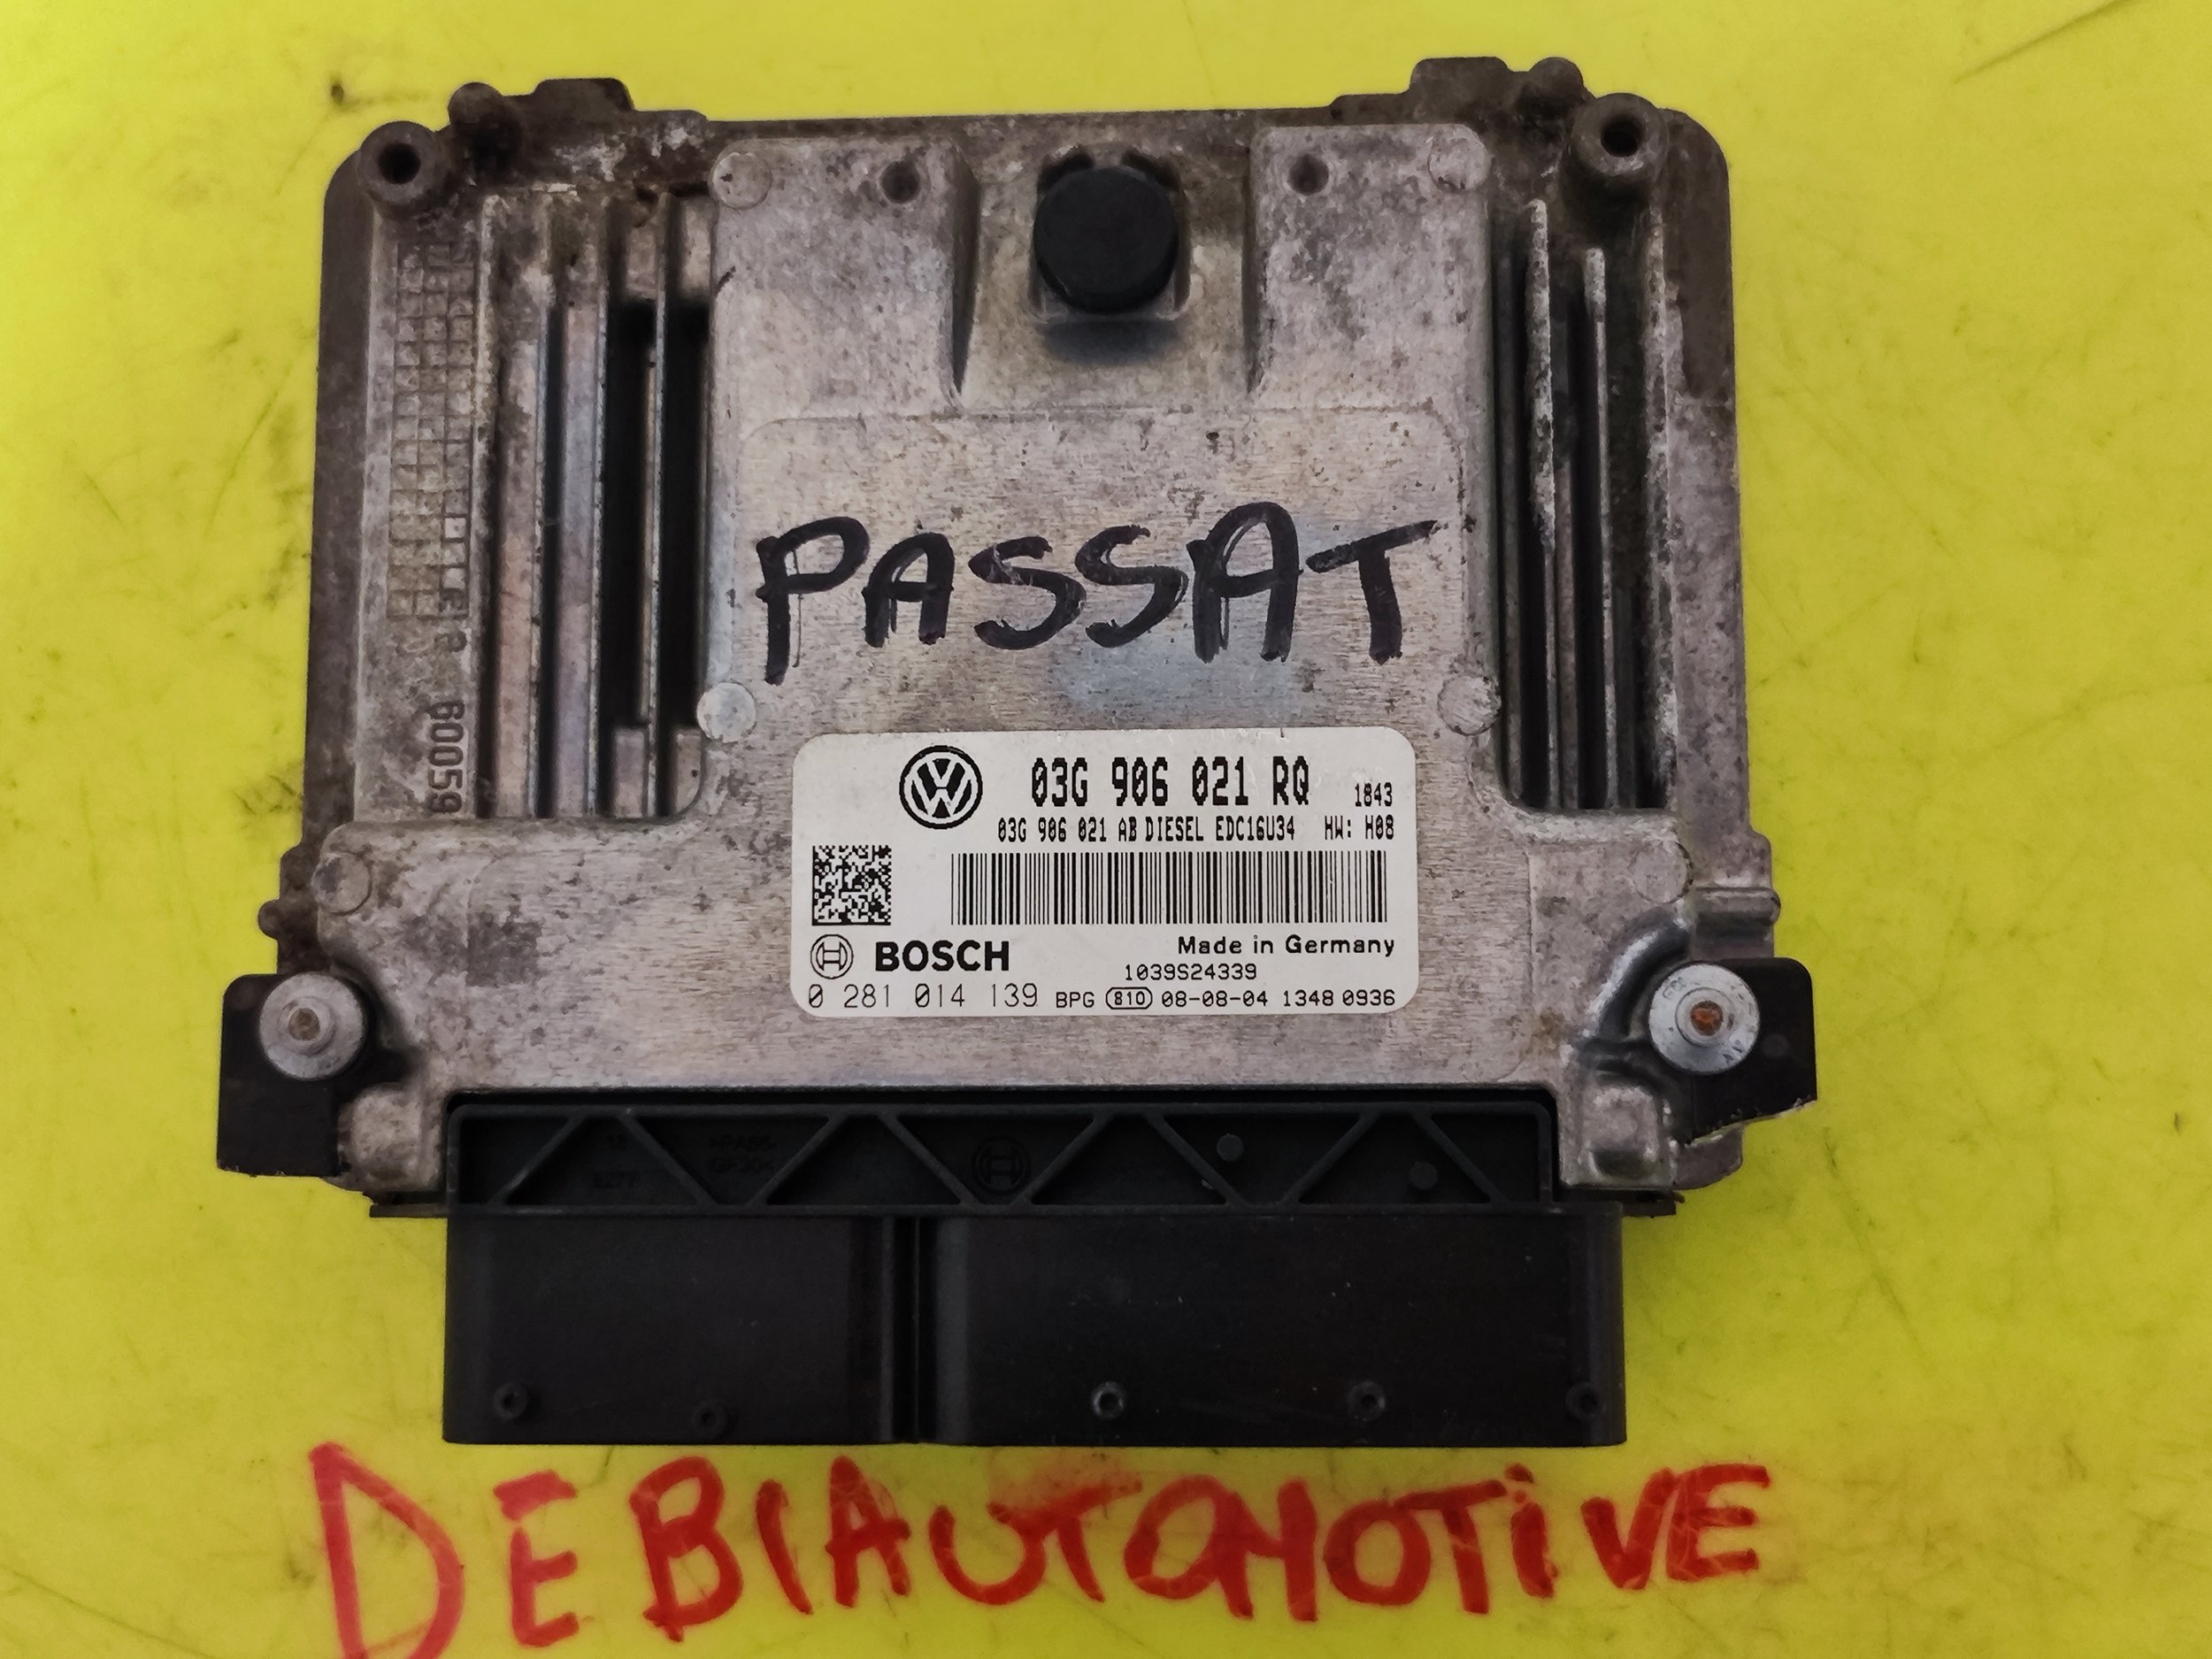 PASSAT
60059
03G 906 021 RQ 1843
03G 906 021 AB DIESEL EDC16U34 HW: H08
BOSCH
Made in Germany
1039S24339
0 281 014 139 BPG 810 08-08-04 1348 0936
DEBIAUTOMOTiVE